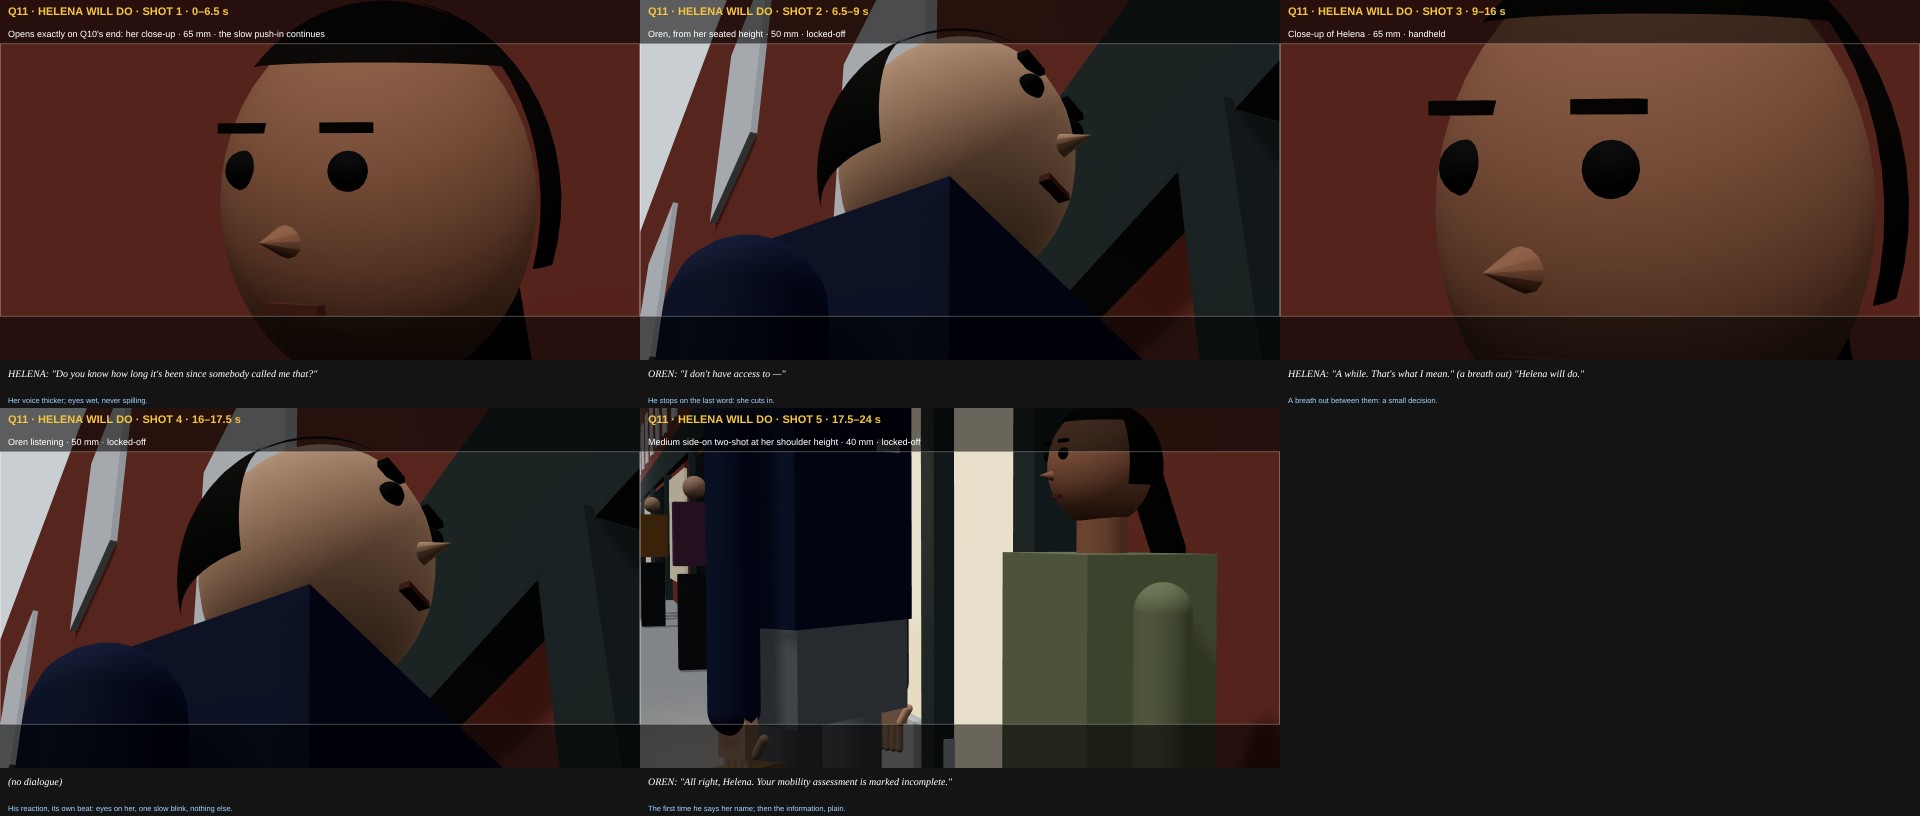 Q11 · HELENA WILL DO · SHOT 1 · 0–6.5 s
Opens exactly on Q10's end: her close-up · 65 mm · the slow push-in continues
HELENA: "Do you know how long it's been since somebody called me that?"
Her voice thicker; eyes wet, never spilling.
Q11 · HELENA WILL DO · SHOT 2 · 6.5–9 s
Oren, from her seated height · 50 mm · locked-off
OREN: "I don't have access to —"
He stops on the last word: she cuts in.
Q11 · HELENA WILL DO · SHOT 3 · 9–16 s
Close-up of Helena · 65 mm · handheld
HELENA: "A while. That's what I mean." (a breath out) "Helena will do."
A breath out between them: a small decision.
Q11 · HELENA WILL DO · SHOT 4 · 16–17.5 s
Oren listening · 50 mm · locked-off
(no dialogue)
His reaction, its own beat: eyes on her, one slow blink, nothing else.
Q11 · HELENA WILL DO · SHOT 5 · 17.5–24 s
Medium side-on two-shot at her shoulder height · 40 mm · locked-off
OREN: "All right, Helena. Your mobility assessment is marked incomplete."
The first time he says her name; then the information, plain.